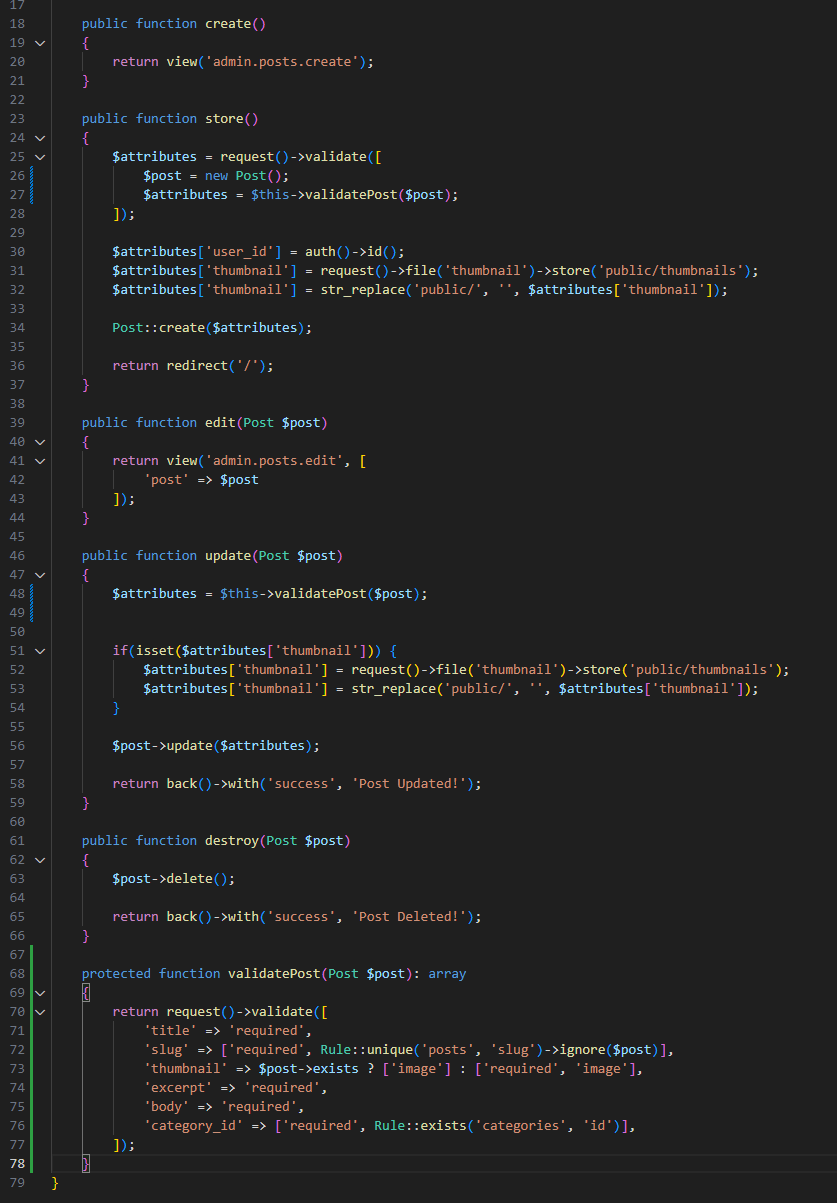 17
18 public function create()
19 {
20 return view('admin.posts.create');
21 }
22
23 public function store()
24 {
25 $attributes = request()->validate([
26 $post = new Post();
27 $attributes = $this->validatePost($post);
28 ]);
29
30 $attributes['user_id'] = auth()->id();
31 $attributes['thumbnail'] = request()->file('thumbnail')->store('public/thumbnails');
32 $attributes['thumbnail'] = str_replace('public/', '', $attributes['thumbnail']);
33
34 Post::create($attributes);
35
36 return redirect('/');
37 }
38
39 public function edit(Post $post)
40 {
41 return view('admin.posts.edit', [
42 'post' => $post
43 ]);
44 }
45
46 public function update(Post $post)
47 {
48 $attributes = $this->validatePost($post);
49
50
51 if(isset($attributes['thumbnail'])) {
52 $attributes['thumbnail'] = request()->file('thumbnail')->store('public/thumbnails');
53 $attributes['thumbnail'] = str_replace('public/', '', $attributes['thumbnail']);
54 }
55
56 $post->update($attributes);
57
58 return back()->with('success', 'Post Updated!');
59 }
60
61 public function destroy(Post $post)
62 {
63 $post->delete();
64
65 return back()->with('success', 'Post Deleted!');
66 }
67
68 protected function validatePost(Post $post): array
69 {
70 return request()->validate([
71 'title' => 'required',
72 'slug' => ['required', Rule::unique('posts', 'slug')->ignore($post)],
73 'thumbnail' => $post->exists ? ['image'] : ['required', 'image'],
74 'excerpt' => 'required',
75 'body' => 'required',
76 'category_id' => ['required', Rule::exists('categories', 'id')],
77 ]);
78 }
79 }